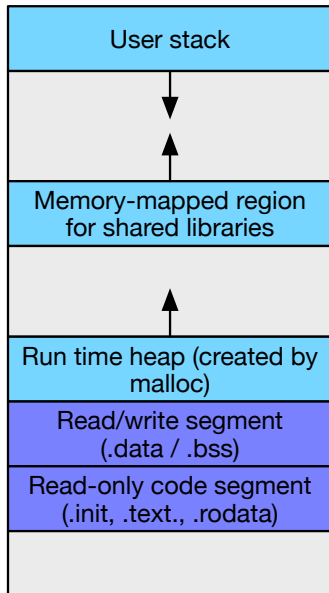 User stack
Memory-mapped region
for shared libraries
Run time heap (created by
malloc)
Read/write segment
(.data / .bss)
Read-only code segment
(.init, .text., .rodata)